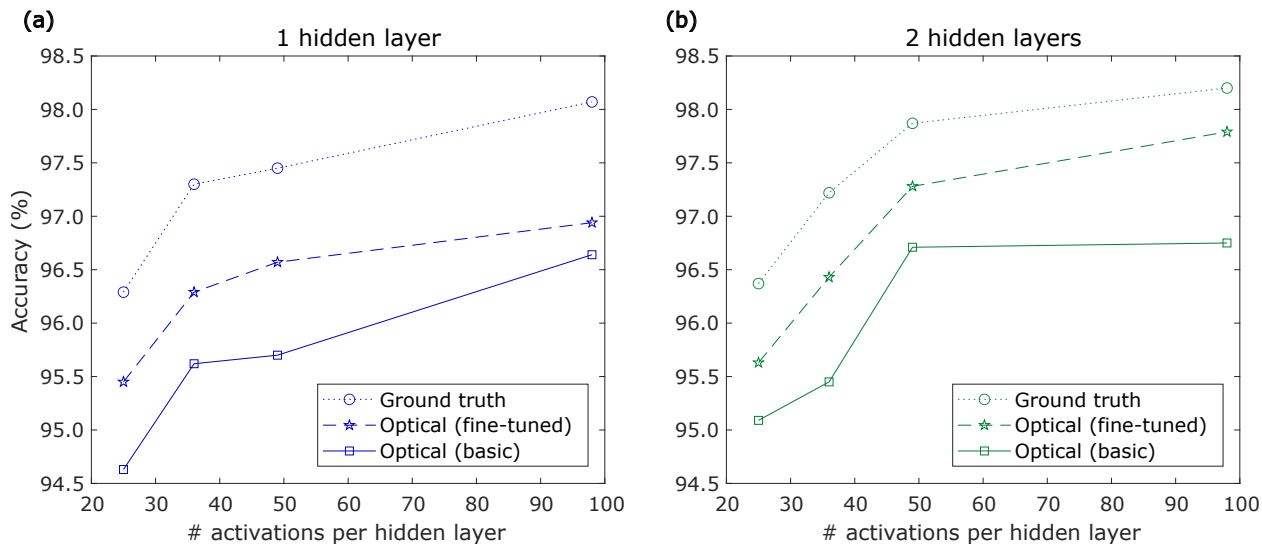 (a)
1 hidden layer
98.5
98.0
97.5
97.0
96.5
96.0
95.5
95.0
94.5
Accuracy (%)
20 30 40 50 60 70 80 90 100
# activations per hidden layer
Ground truth
Optical (fine-tuned)
Optical (basic)
(b)
2 hidden layers
98.5
98.0
97.5
97.0
96.5
96.0
95.5
95.0
94.5
20 30 40 50 60 70 80 90 100
# activations per hidden layer
Ground truth
Optical (fine-tuned)
Optical (basic)